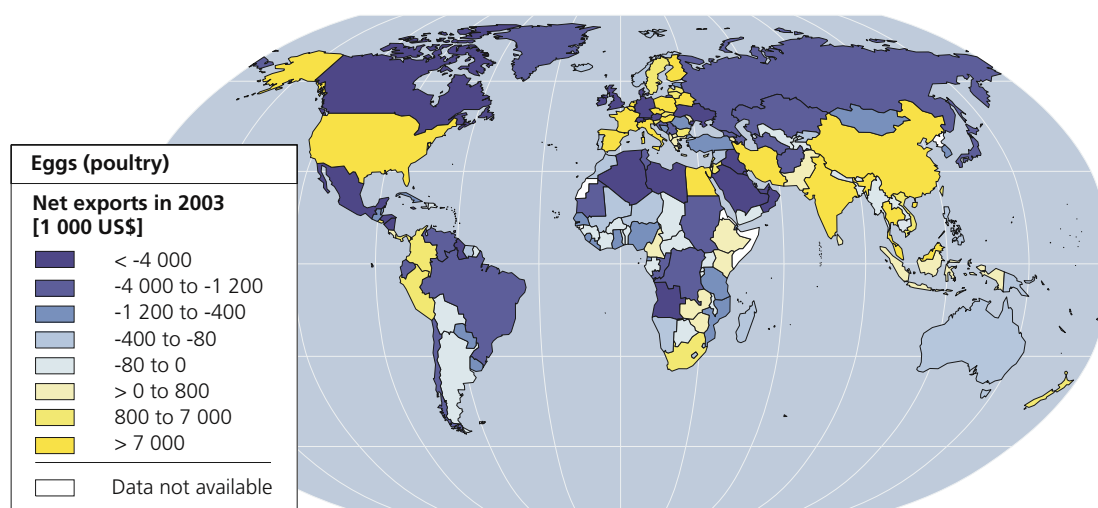 Eggs (poultry)
Net exports in 2003
[1 000 US$]
< -4 000
-4 000 to -1 200
-1 200 to -400
-400 to -80
-80 to 0
> 0 to 800
800 to 7 000
> 7 000
Data not available